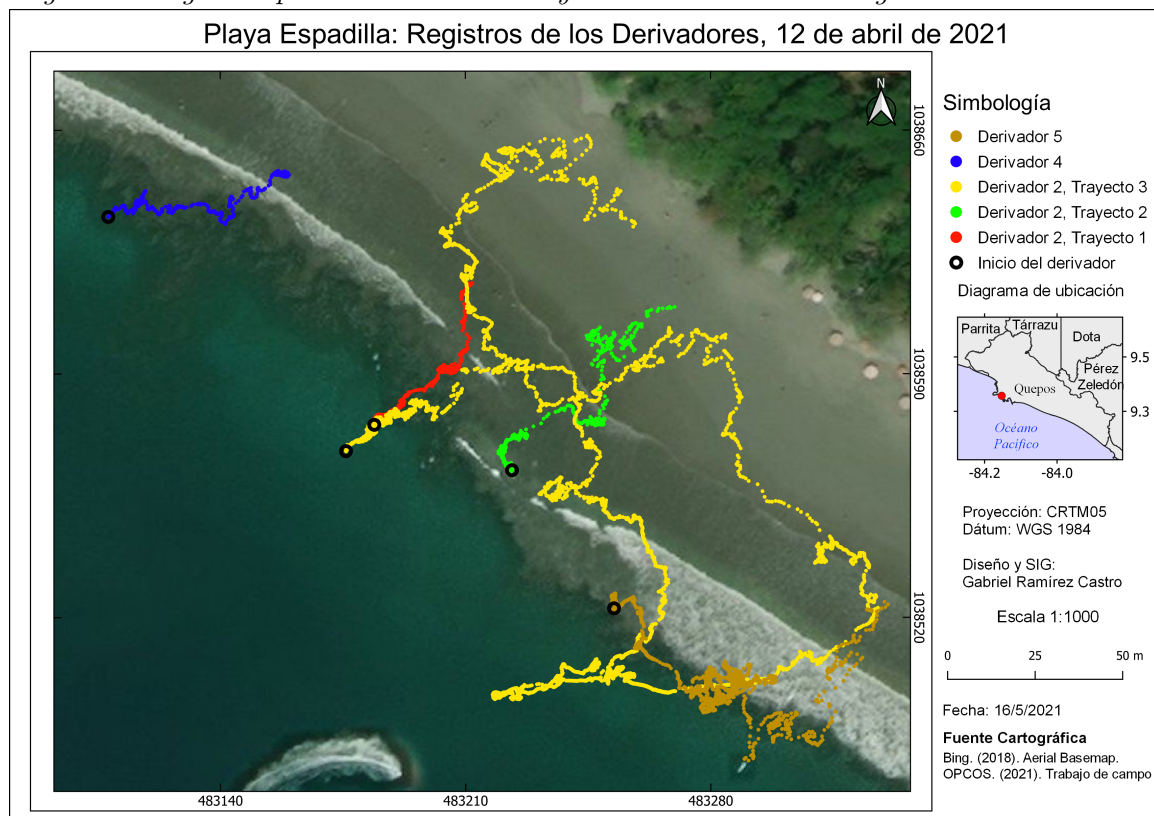 Playa Espadilla: Registros de los Derivadores, 12 de abril de 2021
N
1038660
1038590
1038520
483140
483210
483280
Simbología
Derivador 5
Derivador 4
Derivador 2, Trayecto 3
Derivador 2, Trayecto 2
Derivador 2, Trayecto 1
Inicio del derivador
Diagrama de ubicación
Parrita
Tárrazu
Dota
Pérez
Zeledón
Quepos
Océano
Pacifico
9.5
9.3
-84.2
-84.0
Proyección: CRTM05
Dátum: WGS 1984
Diseño y SIG:
Gabriel Ramírez Castro
Escala 1:1000
0 25 50 m
Fecha: 16/5/2021
Fuente Cartográfica
Bing. (2018). Aerial Basemap.
OPCOS. (2021). Trabajo de campo